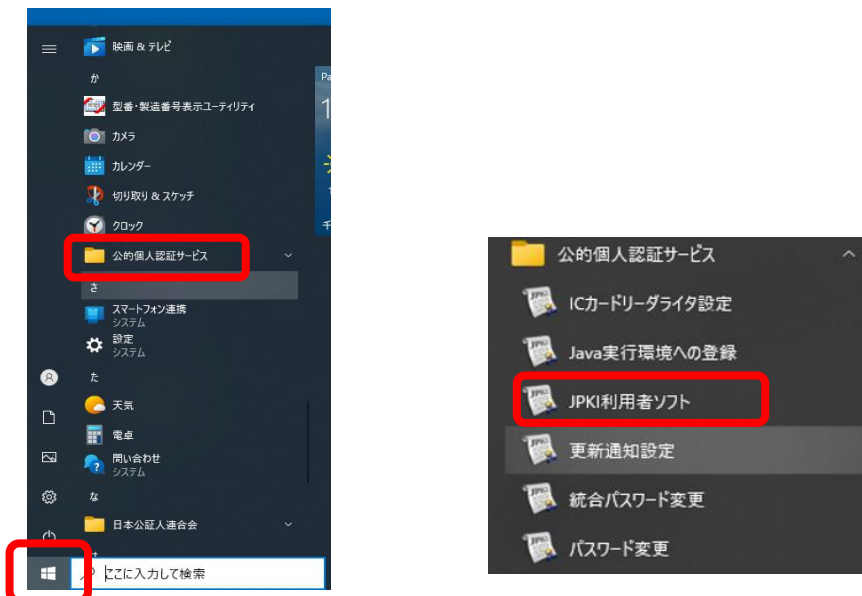 映画 & テレビ
か
Pa
型番・製造番号表示ユーティリティ
1
カメラ
カレンダー
切り取り & スケッチ
クロック
千
公的個人認証サービス
さ
スマートフォン連携
システム
設定
システム
た
天気
電卓
問い合わせ
システム
な
日本公証人連合会
ここに入力して検索
公的個人認証サービス
ICカードリーダライタ設定
Java実行環境への登録
JPKI利用者ソフト
更新通知設定
統合パスワード変更
パスワード変更